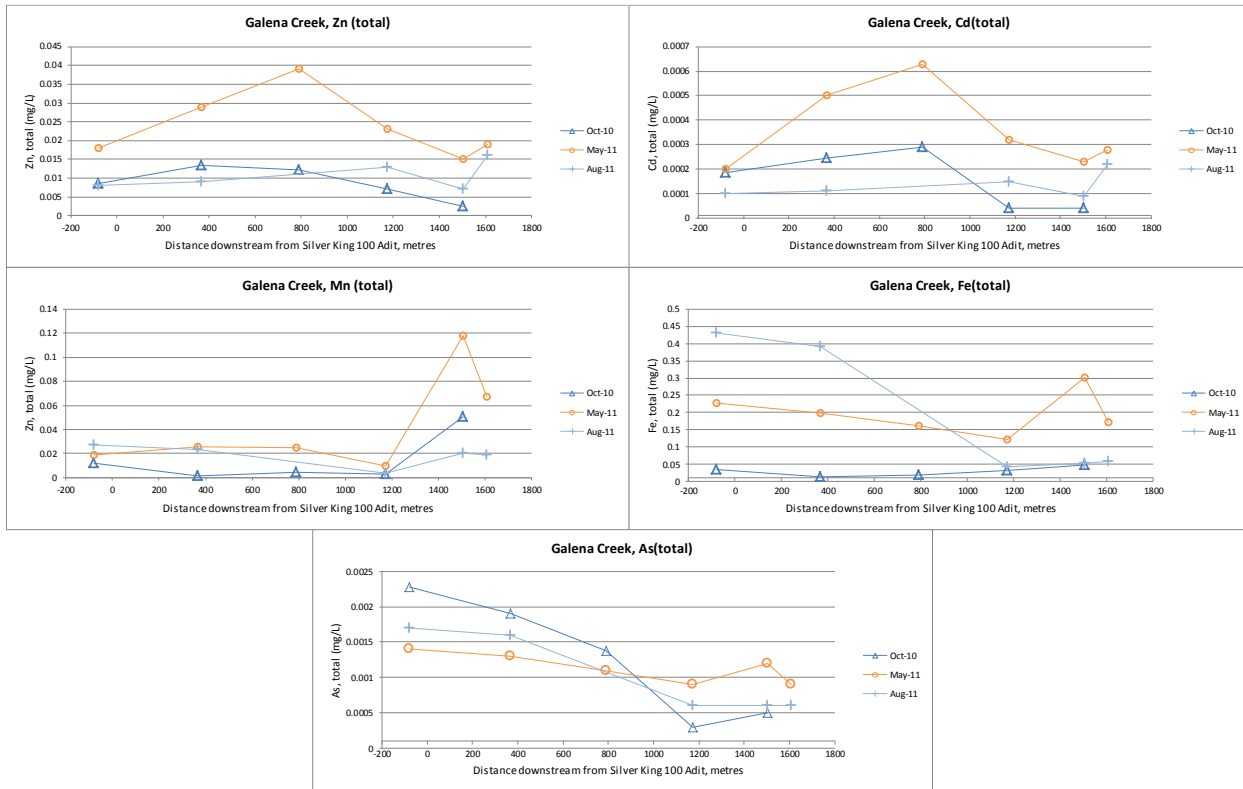 Galena Creek, Zn (total)
Zn, total (mg/L)
0.045
0.04
0.035
0.03
0.025
0.02
0.015
0.01
0.005
0
-200 0 200 400 600 800 1000 1200 1400 1600 1800
Distance downstream from Silver King 100 Adit, metres
Oct-10
May-11
Aug-11
Galena Creek, Cd(total)
Cd, total (mg/L)
0.0007
0.0006
0.0005
0.0004
0.0003
0.0002
0.0001
0
-200 0 200 400 600 800 1000 1200 1400 1600 1800
Distance downstream from Silver King 100 Adit, metres
Oct-10
May-11
Aug-11
Galena Creek, Mn (total)
Zn, total (mg/L)
0.14
0.12
0.1
0.08
0.06
0.04
0.02
0
-200 0 200 400 600 800 1000 1200 1400 1600 1800
Distance downstream from Silver King 100 Adit, metres
Oct-10
May-11
Aug-11
Galena Creek, Fe(total)
Fe, total (mg/L)
0.5
0.45
0.4
0.35
0.3
0.25
0.2
0.15
0.1
0.05
0
-200 0 200 400 600 800 1000 1200 1400 1600 1800
Distance downstream from Silver King 100 Adit, metres
Oct-10
May-11
Aug-11
Galena Creek, As(total)
As, total (mg/L)
0.0025
0.002
0.0015
0.001
0.0005
0
-200 0 200 400 600 800 1000 1200 1400 1600 1800
Distance downstream from Silver King 100 Adit, metres
Oct-10
May-11
Aug-11